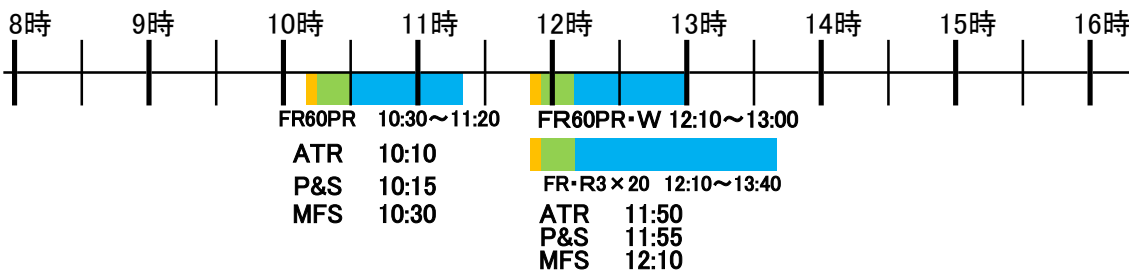 8時 9時 10時 11時 12時 13時 14時 15時 16時
FR60PR 10:30～11:20
ATR 10:10
P&S 10:15
MFS 10:30
FR60PR・W 12:10～13:00
FR・R3×20 12:10～13:40
ATR 11:50
P&S 11:55
MFS 12:10